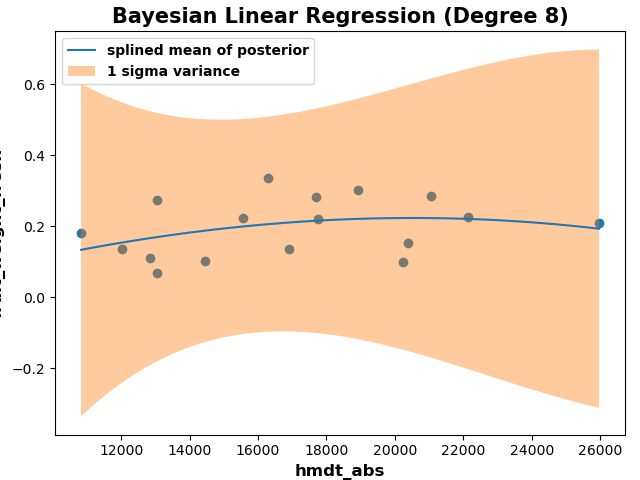 Bayesian Linear Regression (Degree 8)
splined mean of posterior
1 sigma variance
0.6
0.4
0.2
0.0
−0.2
12000 14000 16000 18000 20000 22000 24000 26000
hmdt_abs